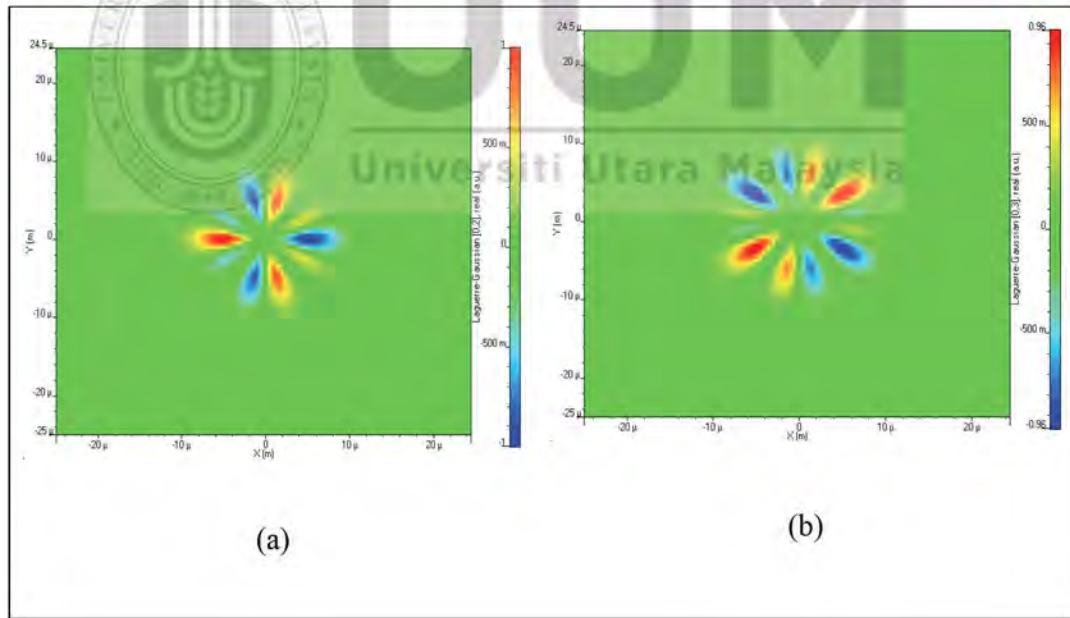 UUM
Universiti Utara Malaysia
24.5 µ
20 µ
10 µ
0
-10 µ
-20 µ
-25 µ
Y [m]
-20 µ
-10 µ
0
10 µ
20 µ
X [m]
1
500 m
0
-500 m
-1
Laguerre-Gaussian [0,2], real (a.u.)
(a)
24.5 µ
20 µ
10 µ
0
-10 µ
-20 µ
-25 µ
Y [m]
-20 µ
-10 µ
0
10 µ
20 µ
X [m]
0.96
500 m
0
-500 m
-0.96
Laguerre-Gaussian [0,3], real (a.u.)
(b)